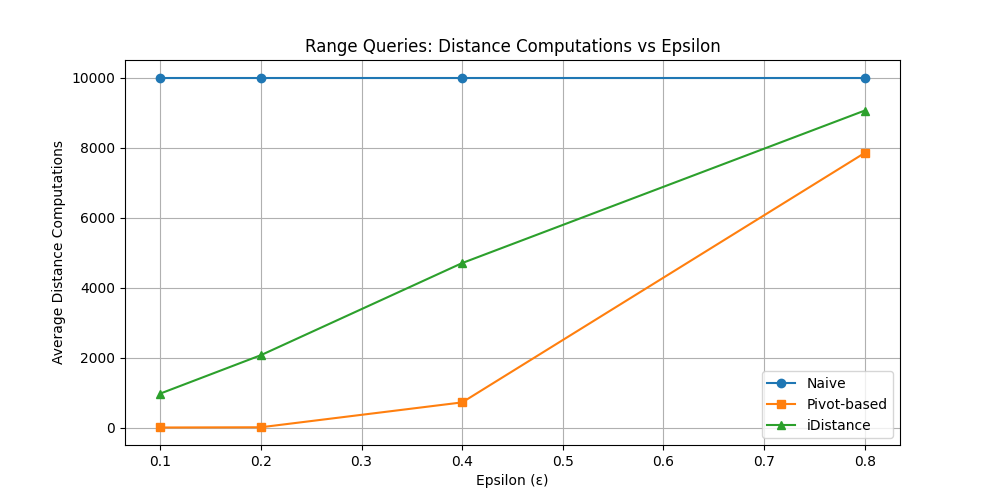 Range Queries: Distance Computations vs Epsilon
Average Distance Computations
10000
8000
6000
4000
2000
0
0.1
0.2
0.3
0.4
0.5
0.6
0.7
0.8
Epsilon (ε)
Naive
Pivot-based
iDistance